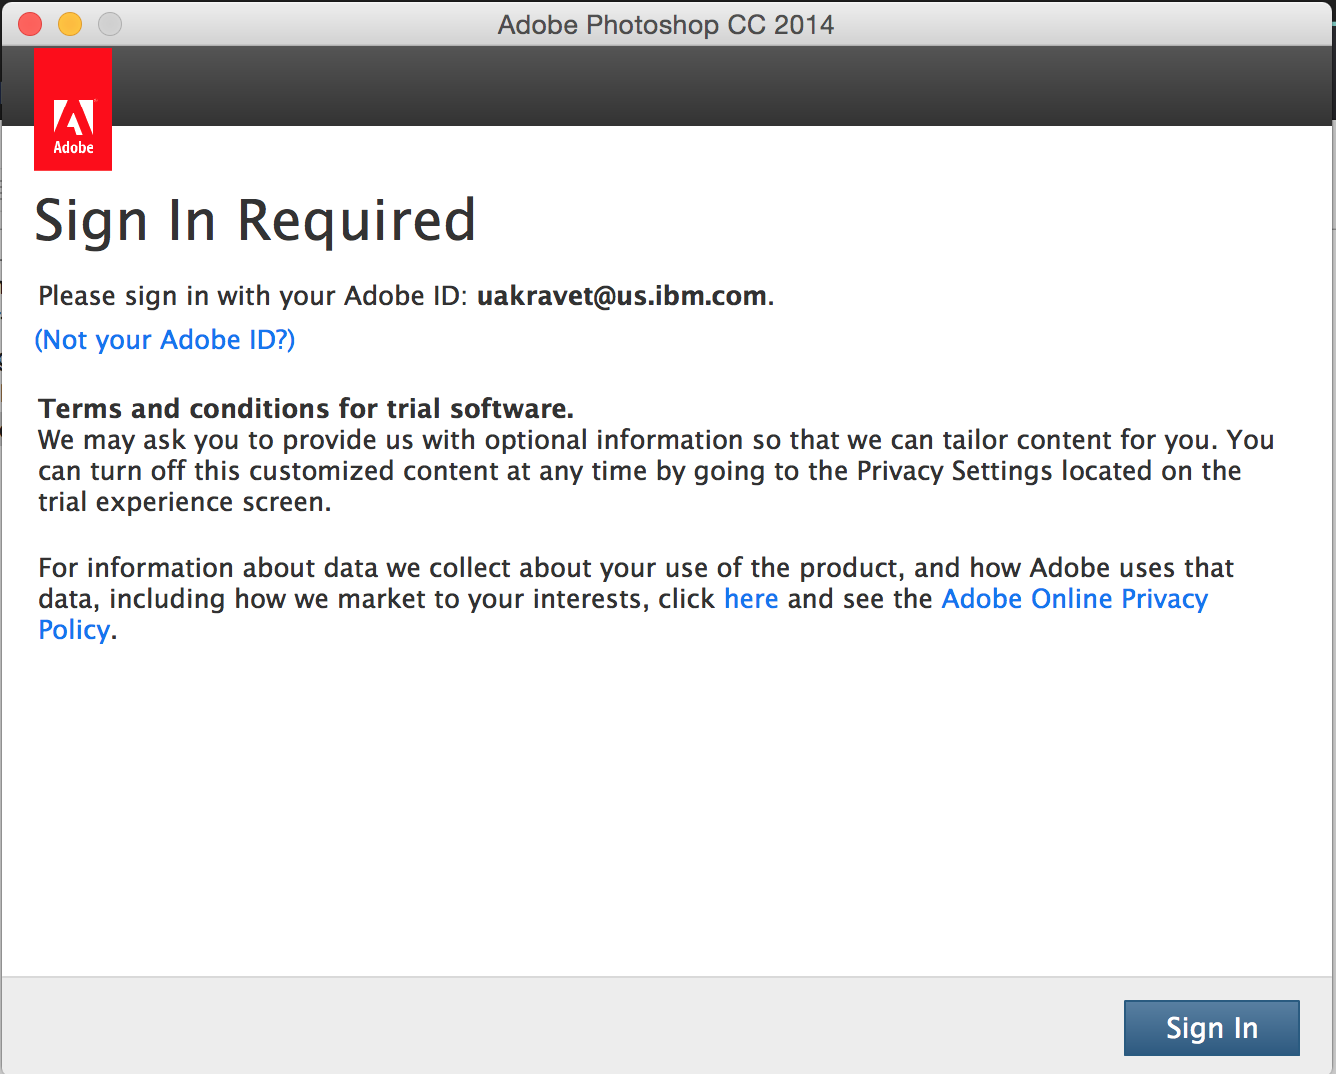 Adobe Photoshop CC 2014
Adobe
Sign In Required
Please sign in with your Adobe ID: uakravet@us.ibm.com.
(Not your Adobe ID?)
Terms and conditions for trial software.
We may ask you to provide us with optional information so that we can tailor content for you. You
can turn off this customized content at any time by going to the Privacy Settings located on the
trial experience screen.
For information about data we collect about your use of the product, and how Adobe uses that
data, including how we market to your interests, click here and see the Adobe Online Privacy
Policy.
Sign In